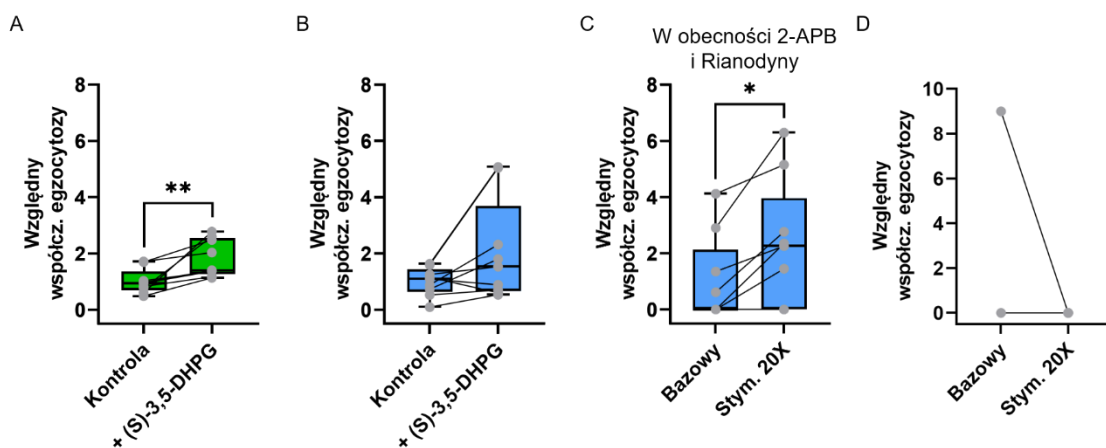 A
Względny
współcz. egzocytozy
8
6
4
2
0
**
Kontrola
+ (S)-3,5-DHPG
B
Względny
współcz. egzocytozy
8
6
4
2
0
Kontrola
+ (S)-3,5-DHPG
C
W obecności 2-APB
i Rianodyny
Względny
współcz. egzocytozy
8
6
4
2
0
*
Bazowy
Stym. 20X
D
Względny
współcz. egzocytozy
10
8
6
4
2
0
Bazowy
Stym. 20X